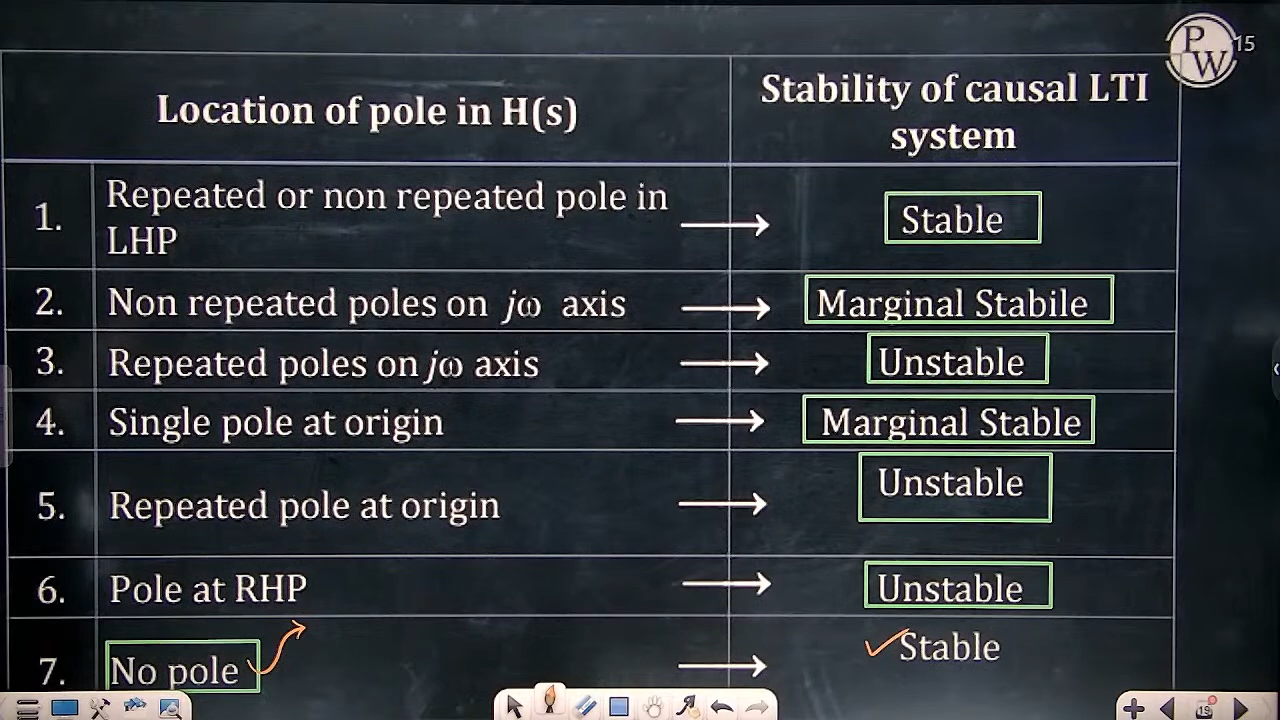 PW 15
Location of pole in H(s)
Stability of causal LTI
system
1.
Repeated or non repeated pole in
LHP
Stable
2. Non repeated poles on jω axis → Marginal Stabile
3. Repeated poles on jω axis → Unstable
4. Single pole at origin → Marginal Stable
5. Repeated pole at origin → Unstable
6. Pole at RHP → Unstable
7. No pole → Stable
19